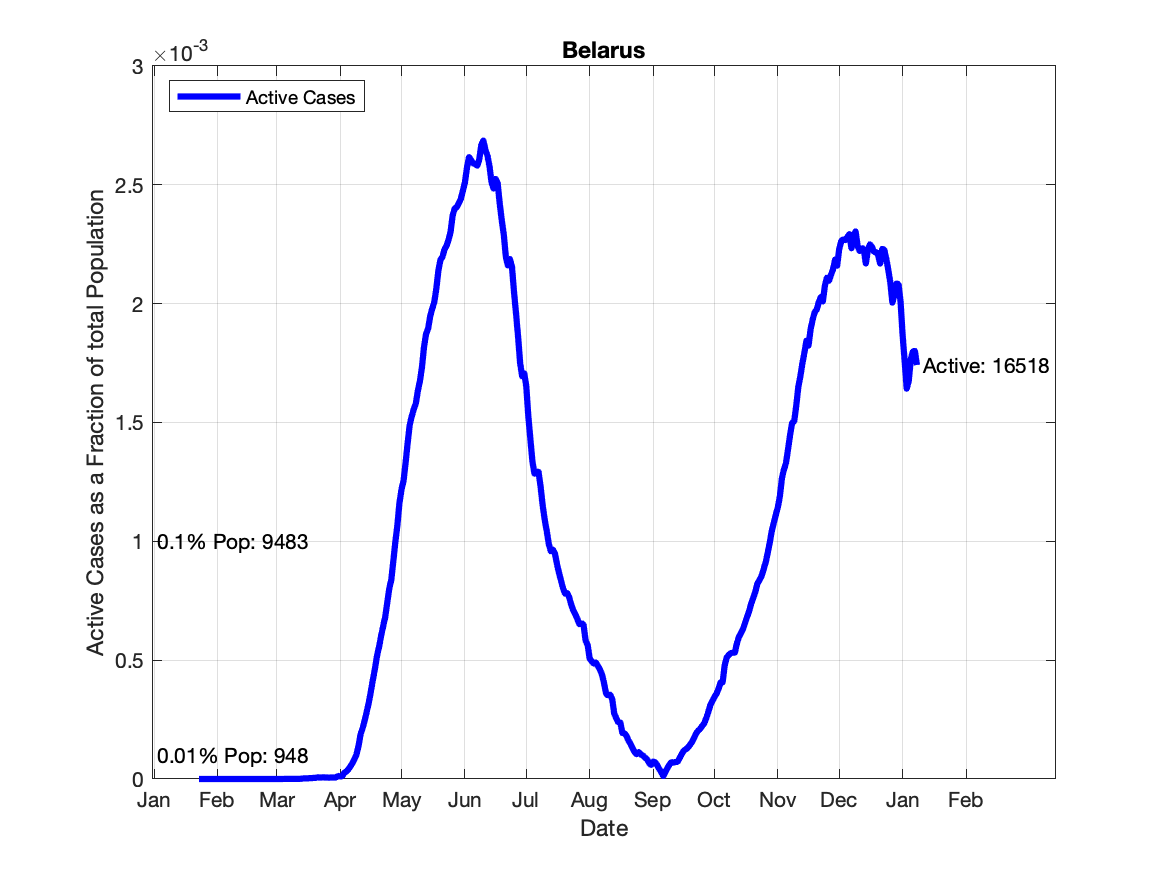 Belarus
×10-3
3
2.5
2
1.5
1
0.5
0
Active Cases
Active Cases as a Fraction of total Population
Active: 16518
0.1% Pop: 9483
0.01% Pop: 948
Jan Feb Mar Apr May Jun Jul Aug Sep Oct Nov Dec Jan Feb
Date